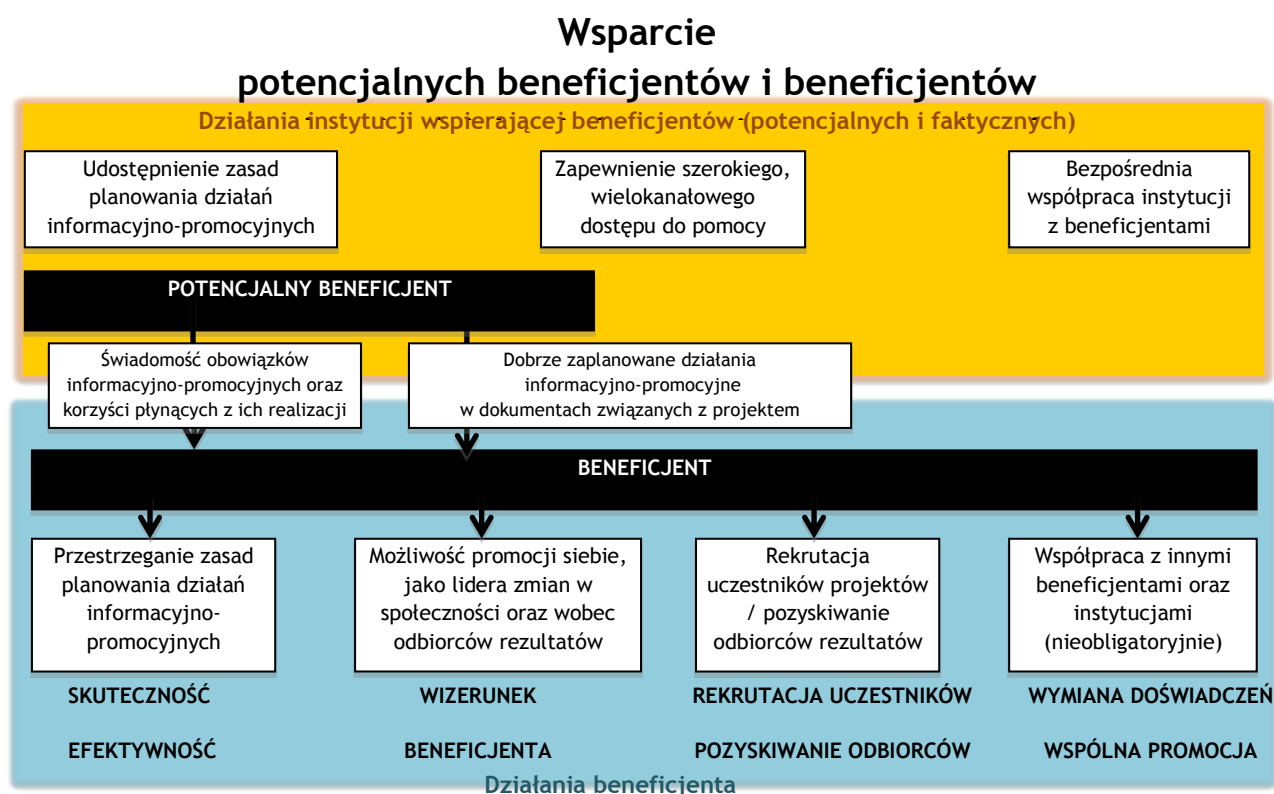 Wsparcie
potencjalnych beneficjentów i beneficjentów
Działania instytucji wspierającej beneficjentów (potencjalnych i faktycznych)
Udostępnienie zasad
planowania działań
informacyjno-promocyjnych
Zapewnienie szerokiego,
wielokanałowego
dostępu do pomocy
Bezpośrednia
współpraca instytucji
z beneficjentami
POTENCJALNY BENEFICJENT
Świadomość obowiązków
informacyjno-promocyjnych oraz
korzyści płynących z ich realizacji
Dobrze zaplanowane działania
informacyjno-promocyjne
w dokumentach związanych z projektem
BENEFICJENT
Przestrzeganie zasad
planowania działań
informacyjno-
promocyjnych
Możliwość promocji siebie,
jako lidera zmian w
społeczności oraz wobec
odbiorców rezultatów
Rekrutacja
uczestników projektów
/ pozyskiwanie
odbiorców rezultatów
Współpraca z innymi
beneficjentami oraz
instytucjami
(nieobligatoryjnie)
SKUTECZNOŚĆ
EFEKTYWNOŚĆ
WIZERUNEK
BENEFICJENTA
REKRUTACJA UCZESTNIKÓW
POZYSKIWANIE ODBIORCÓW
WYMIANA DOŚWIADCZEŃ
WSPÓLNA PROMOCJA
Działania beneficjenta